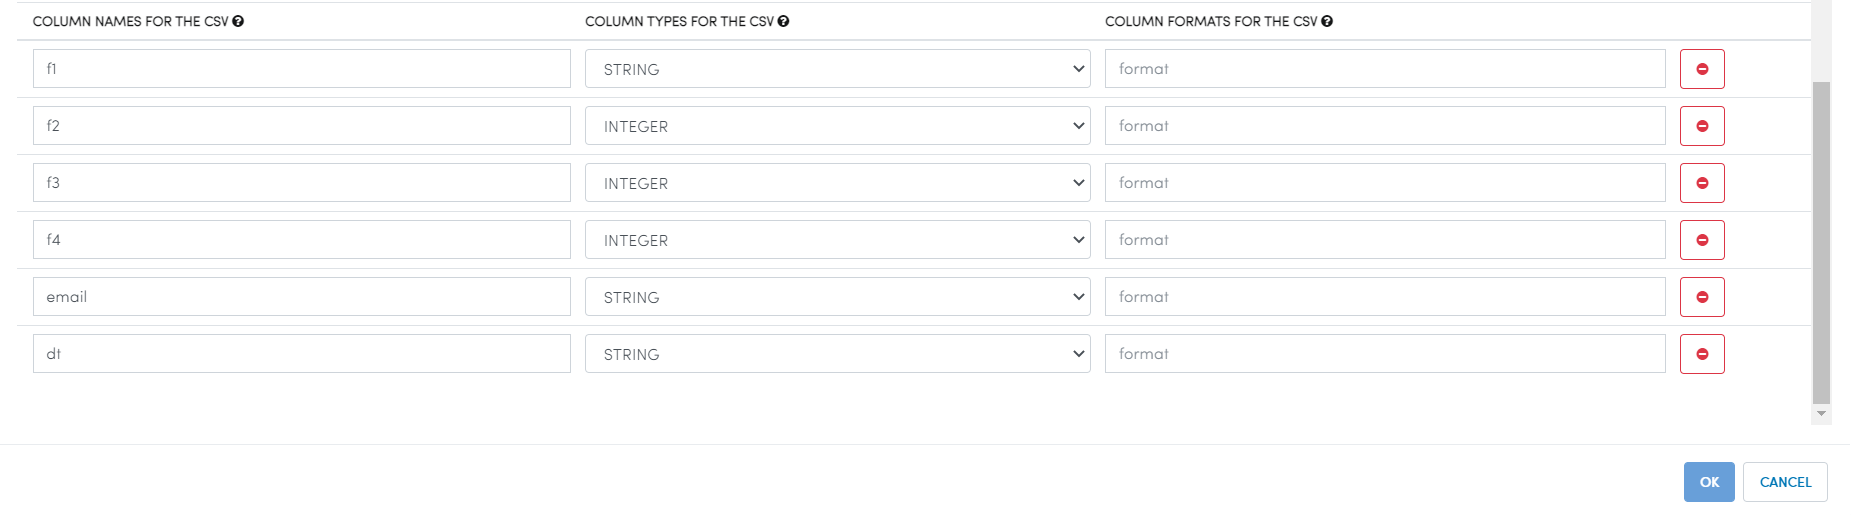 COLUMN NAMES FOR THE CSV COLUMN TYPES FOR THE CSV COLUMN FORMATS FOR THE CSV
f1 STRING format
f2 INTEGER format
f3 INTEGER format
f4 INTEGER format
email STRING format
dt STRING format
OK CANCEL